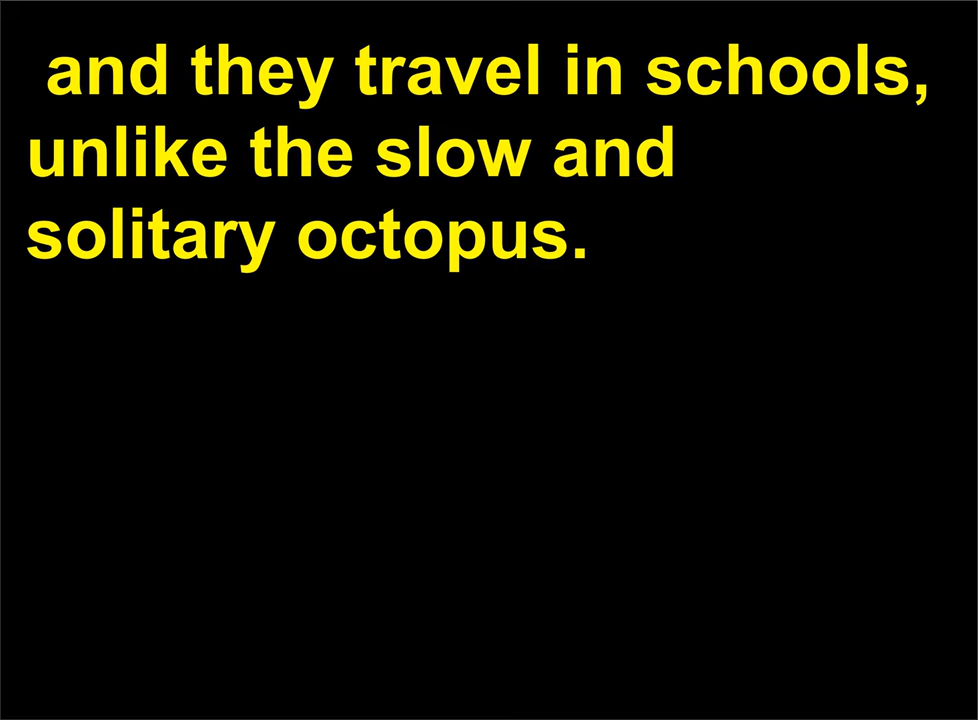 and they travel in schools,
unlike the slow and
solitary octopus.